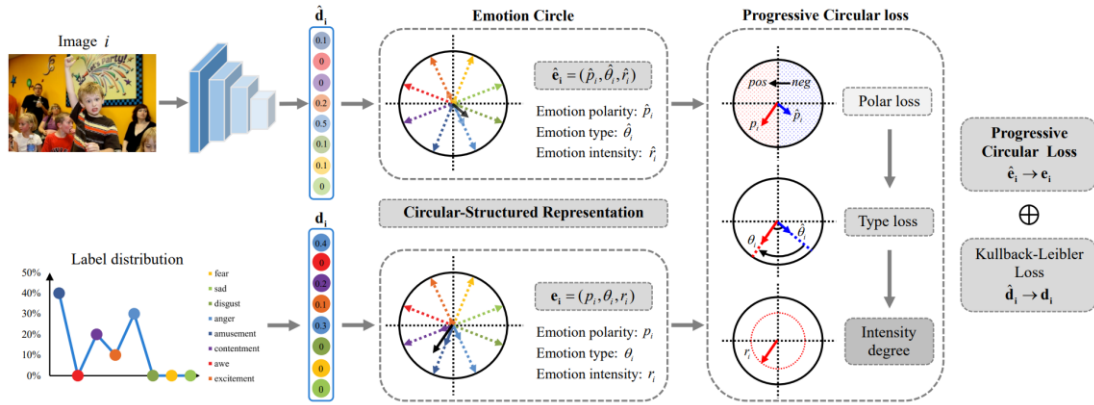 Image i
Party!
d̂ᵢ
0.1
0
0
0.2
0.5
0.1
0.1
0
Emotion Circle
êᵢ = (p̂ᵢ, θ̂ᵢ, r̂ᵢ)
Emotion polarity: p̂ᵢ
Emotion type: θ̂ᵢ
Emotion intensity: r̂ᵢ
Circular-Structured Representation
Label distribution
50%
40%
30%
20%
10%
0%
fear
sad
disgust
anger
amusement
contentment
awe
excitement
dᵢ
0.4
0
0.2
0.1
0.3
0
0
0
eᵢ = (pᵢ, θᵢ, rᵢ)
Emotion polarity: pᵢ
Emotion type: θᵢ
Emotion intensity: rᵢ
Progressive Circular loss
pos neg
pᵢ p̂ᵢ
Polar loss
θᵢ θ̂ᵢ
Type loss
rᵢ
Intensity
degree
Progressive
Circular Loss
êᵢ → eᵢ
⊕
Kullback-Leibler
Loss
d̂ᵢ → dᵢ